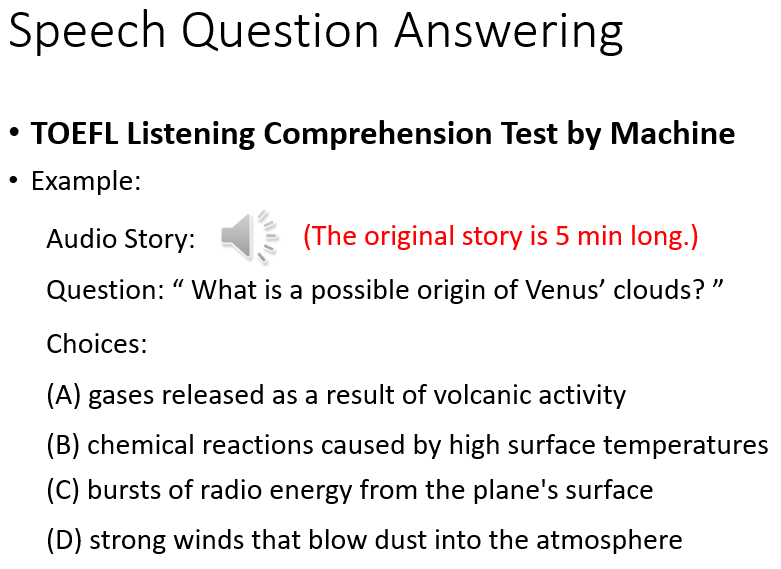 Speech Question Answering
• TOEFL Listening Comprehension Test by Machine
• Example:
Audio Story: (The original story is 5 min long.)
Question: “ What is a possible origin of Venus’ clouds? ”
Choices:
(A) gases released as a result of volcanic activity
(B) chemical reactions caused by high surface temperatures
(C) bursts of radio energy from the plane's surface
(D) strong winds that blow dust into the atmosphere